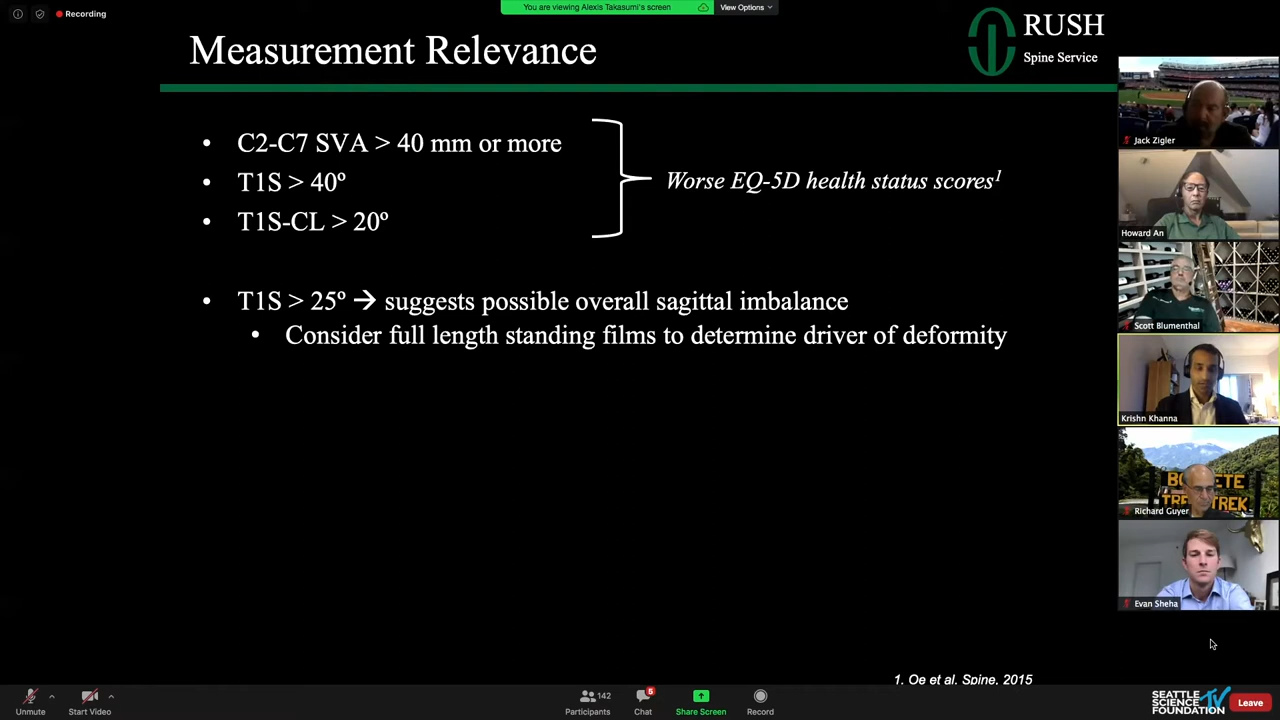 Recording
You are viewing Alexis Takasumi's screen
View Options
Measurement Relevance
RUSH
Spine Service
• C2-C7 SVA > 40 mm or more
• T1S > 40º
• T1S-CL > 20º
Worse EQ-5D health status scores1
• T1S > 25º → suggests possible overall sagittal imbalance
• Consider full length standing films to determine driver of deformity
1. Oe et al. Spine. 2015
Jack Zigler
Howard An
Scott Blumenthal
Krishn Khanna
Richard Guyer
TREK
Evan Sheha
Unmute
Start Video
142
Participants
6
Chat
Share Screen
Record
SEATTLE
SCIENCE TV
FOUNDATION
Leave